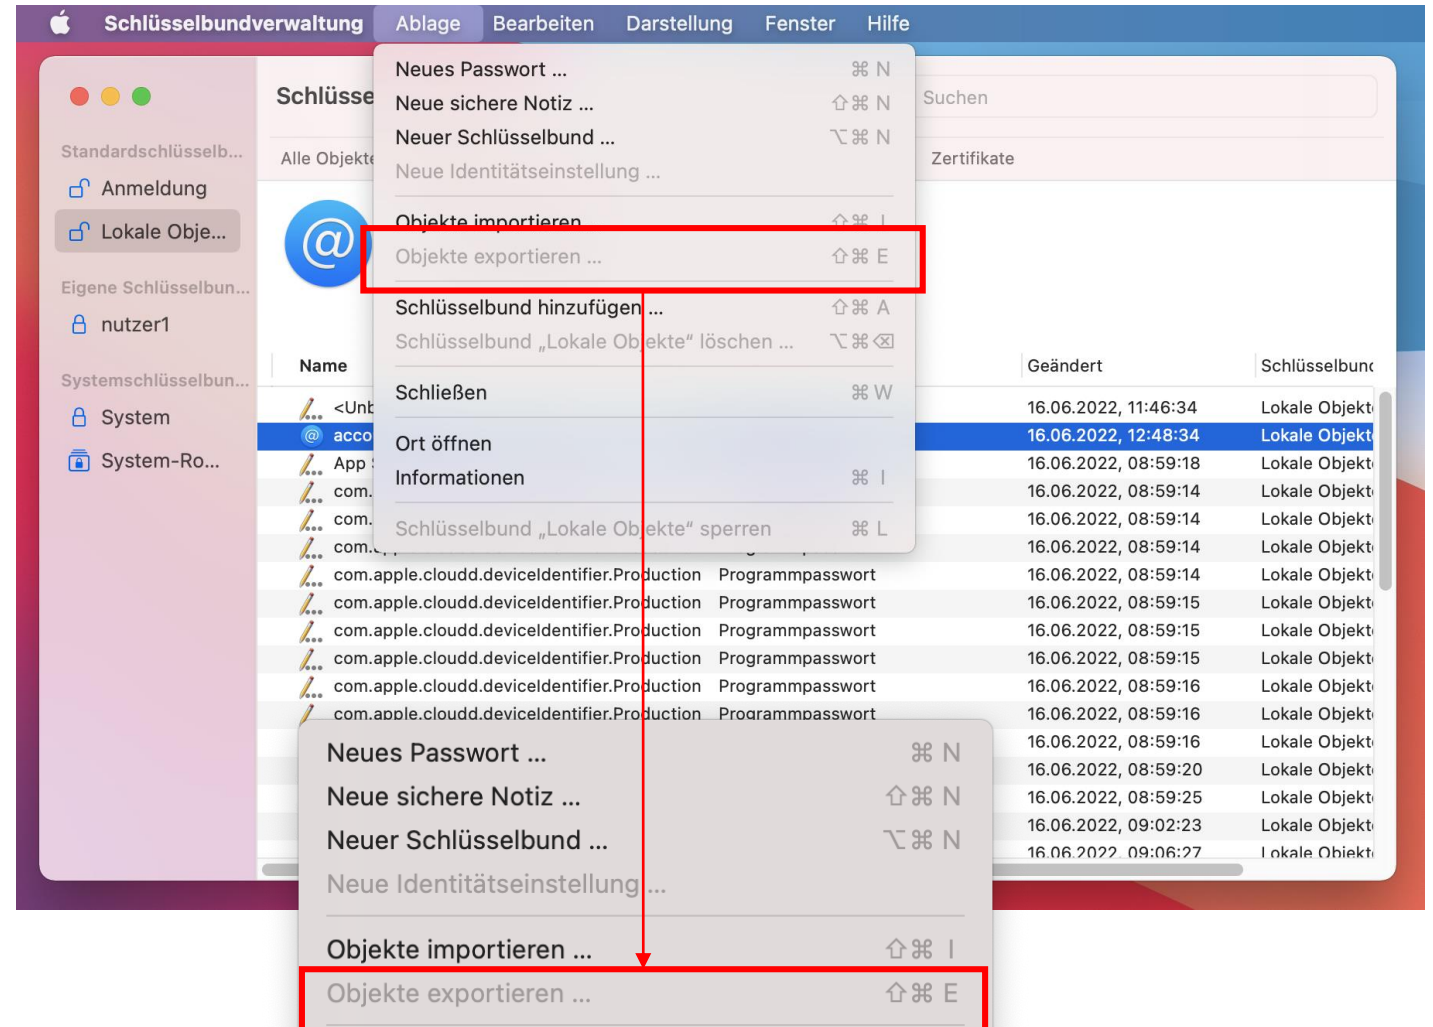 Schlüsselbundverwaltung Ablage Bearbeiten Darstellung Fenster Hilfe
Schlüsse
Suchen
Alle Objekte
Zertifikate
Standardschlüsselb...
Anmeldung
Lokale Obje...
Eigene Schlüsselbun...
nutzer1
Systemschlüsselbun...
System
System-Ro...
Neues Passwort ... ⌘ N
Neue sichere Notiz ... ⇧⌘ N
Neuer Schlüsselbund ... ⌥⌘ N
Neue Identitätseinstellung ...
Objekte importieren ⇧⌘ I
Objekte exportieren ... ⇧⌘ E
Schlüsselbund hinzufügen ... ⇧⌘ A
Schlüsselbund „Lokale Objekte“ löschen ... ⌥⌘⌫
Schließen ⌘ W
Ort öffnen
Informationen ⌘ I
Schlüsselbund „Lokale Objekte“ sperren ⌘ L
Name Geändert Schlüsselbund
<Unb 16.06.2022, 11:46:34 Lokale Objekt
@ acco 16.06.2022, 12:48:34 Lokale Objekt
App 16.06.2022, 08:59:18 Lokale Objekt
com. 16.06.2022, 08:59:14 Lokale Objekt
com. 16.06.2022, 08:59:14 Lokale Objekt
com. 16.06.2022, 08:59:14 Lokale Objekt
com.apple.cloudd.deviceIdentifier.Production Programmpasswort 16.06.2022, 08:59:14 Lokale Objekt
com.apple.cloudd.deviceIdentifier.Production Programmpasswort 16.06.2022, 08:59:15 Lokale Objekt
com.apple.cloudd.deviceIdentifier.Production Programmpasswort 16.06.2022, 08:59:15 Lokale Objekt
com.apple.cloudd.deviceIdentifier.Production Programmpasswort 16.06.2022, 08:59:15 Lokale Objekt
com.apple.cloudd.deviceIdentifier.Production Programmpasswort 16.06.2022, 08:59:16 Lokale Objekt
com.apple.cloudd.deviceIdentifier.Production Programmpasswort 16.06.2022, 08:59:16 Lokale Objekt
16.06.2022, 08:59:16 Lokale Objekt
16.06.2022, 08:59:20 Lokale Objekt
16.06.2022, 08:59:25 Lokale Objekt
16.06.2022, 09:02:23 Lokale Objekt
16.06.2022, 09:06:27 Lokale Objekt
Neues Passwort ... ⌘ N
Neue sichere Notiz ... ⇧⌘ N
Neuer Schlüsselbund ... ⌥⌘ N
Neue Identitätseinstellung ...
Objekte importieren ... ⇧⌘ I
Objekte exportieren ... ⇧⌘ E